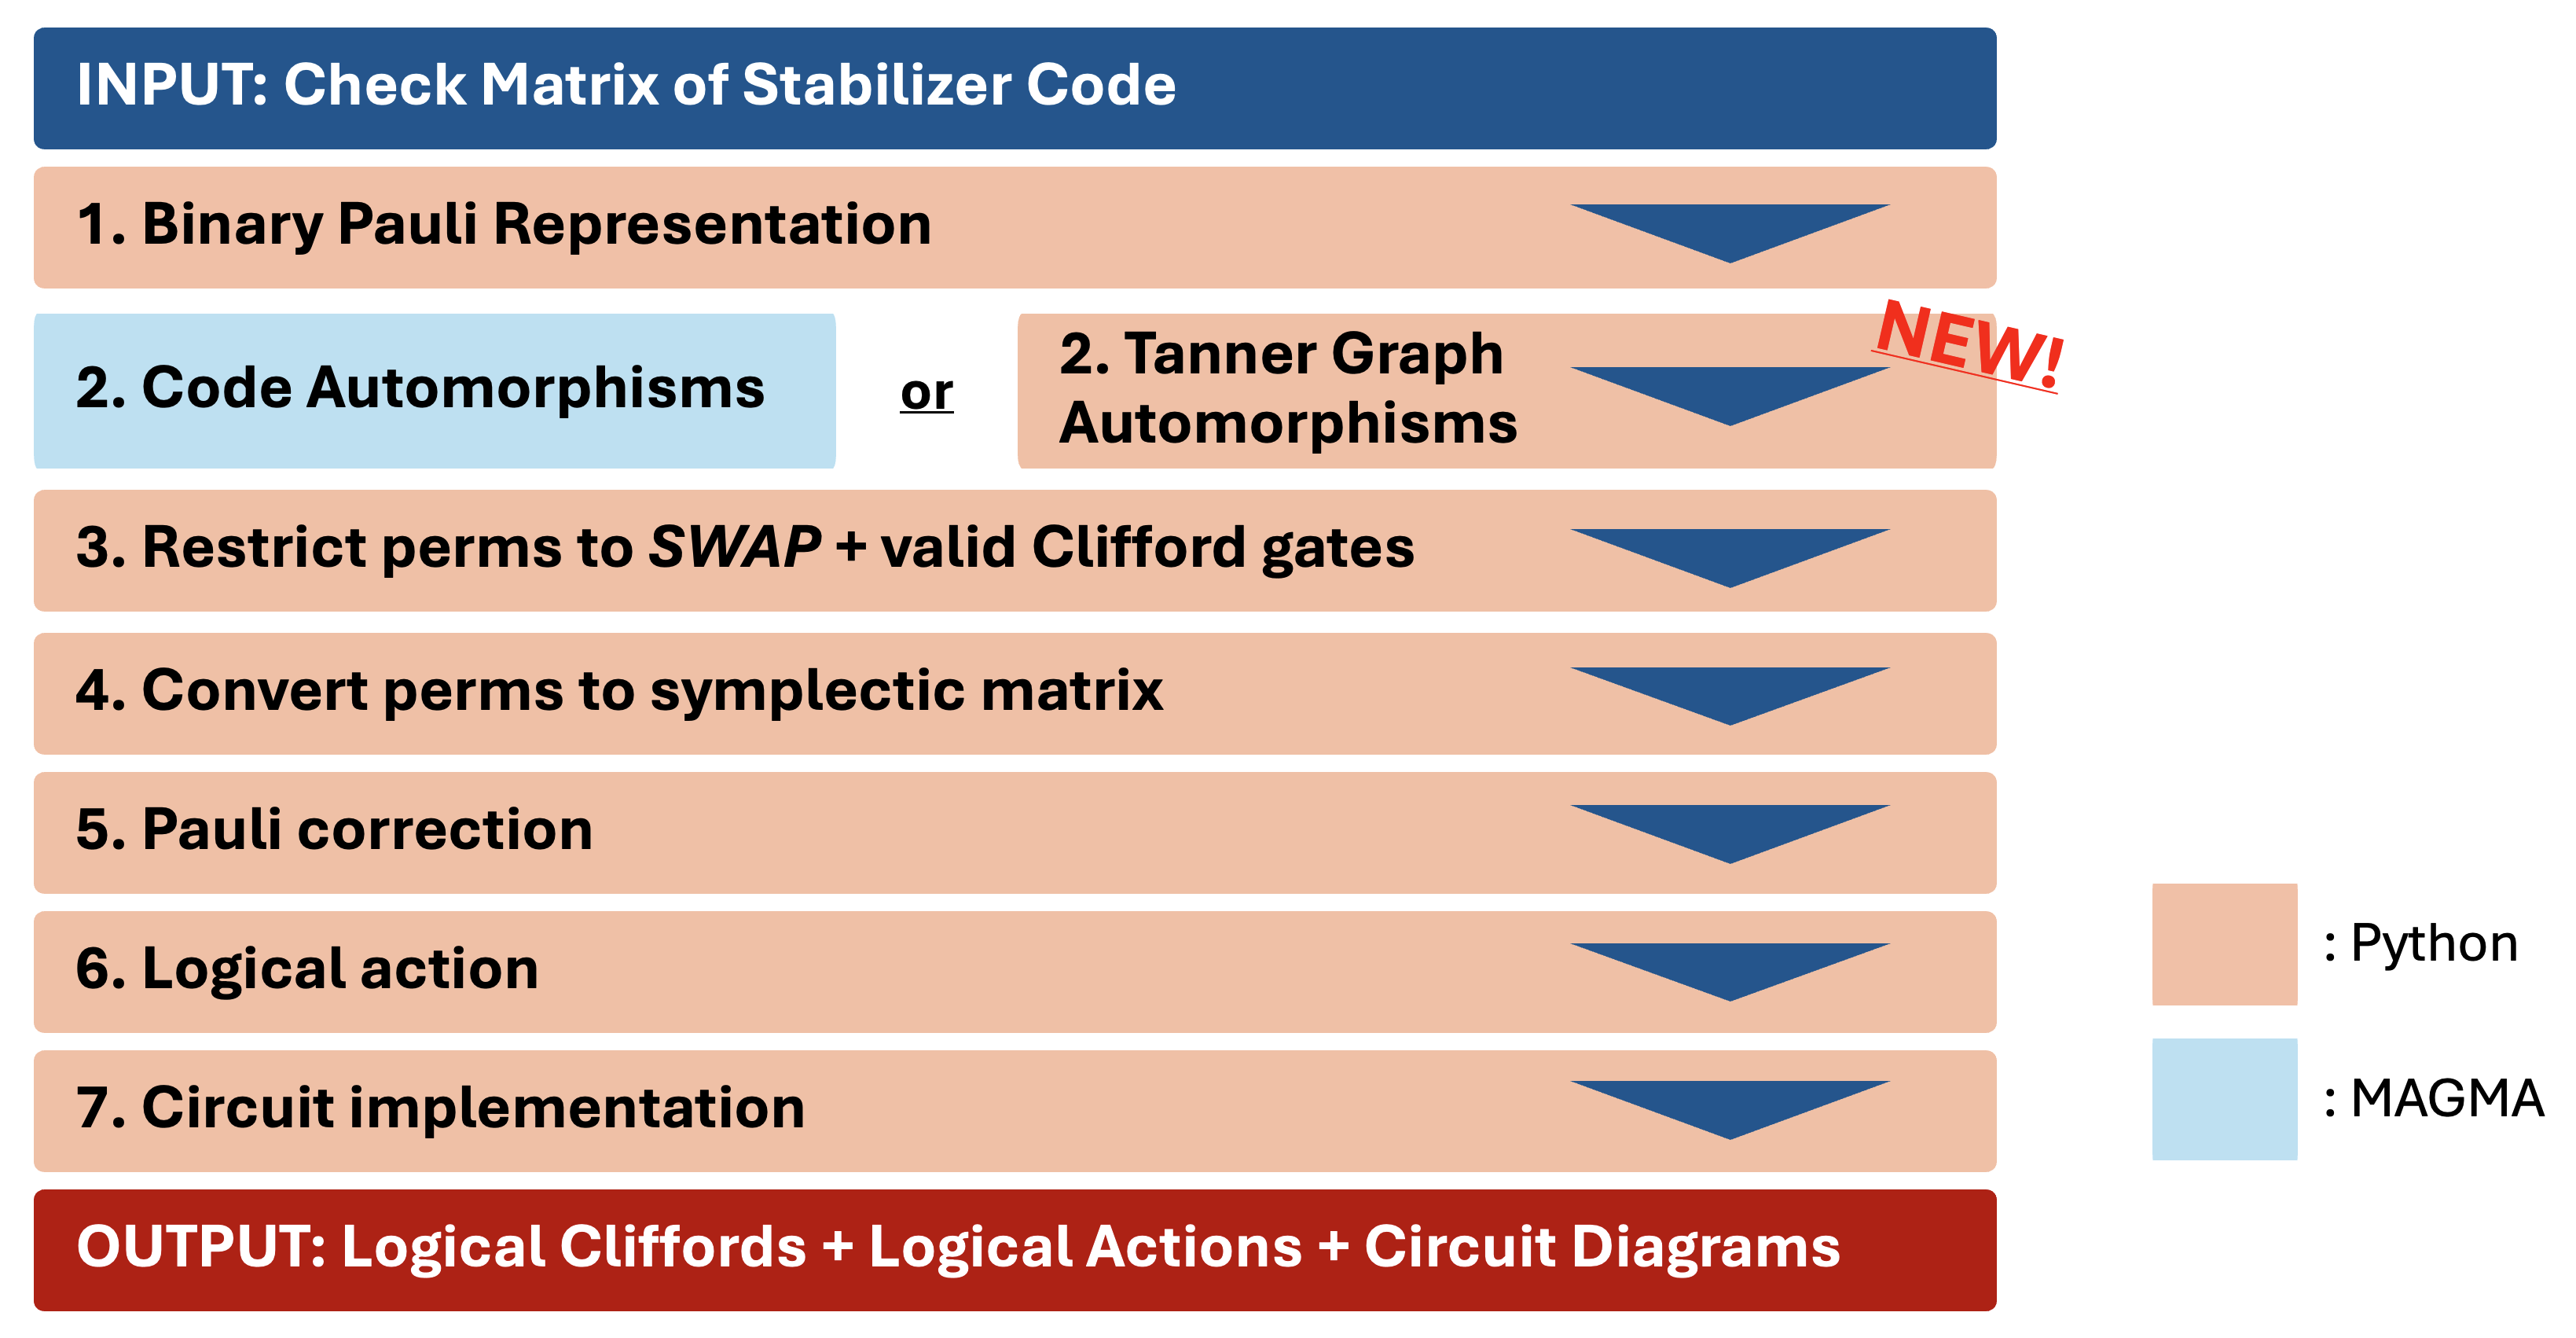 INPUT: Check Matrix of Stabilizer Code
1. Binary Pauli Representation
NEW!
2. Code Automorphisms
or
2. Tanner Graph
Automorphisms
3. Restrict perms to SWAP + valid Clifford gates
4. Convert perms to symplectic matrix
5. Pauli correction
6. Logical action
7. Circuit implementation
OUTPUT: Logical Cliffords + Logical Actions + Circuit Diagrams
: Python
: MAGMA